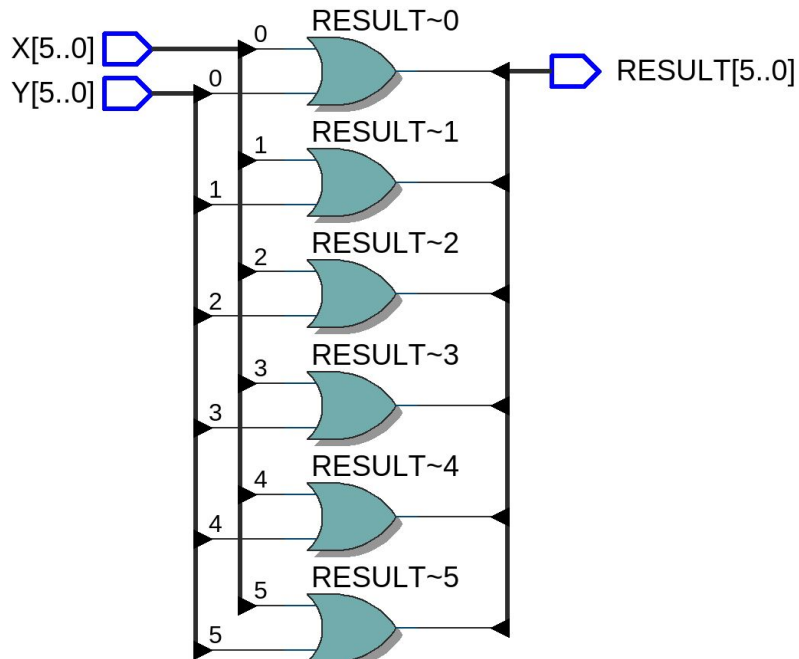 RESULT~0
X[5..0]
0
RESULT[5..0]
Y[5..0]
0
RESULT~1
1
1
RESULT~2
2
2
RESULT~3
3
3
RESULT~4
4
4
RESULT~5
5
5